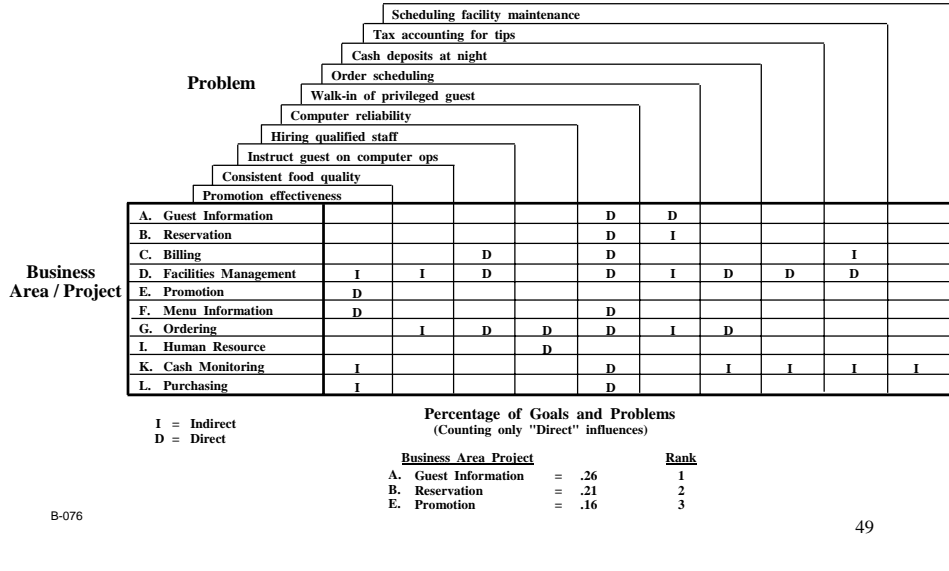 Scheduling facility maintenance
Tax accounting for tips
Cash deposits at night
Problem
Order scheduling
Walk-in of privileged guest
Computer reliability
Hiring qualified staff
Instruct guest on computer ops
Consistent food quality
Promotion effectiveness
A. Guest Information D D
B. Reservation D I
C. Billing D D I
Business
Area / Project
D. Facilities Management I I D D I D D D
E. Promotion D
F. Menu Information D D
G. Ordering I D D D I D
I. Human Resource D
K. Cash Monitoring I D I I I I
L. Purchasing I D
I = Indirect
D = Direct
Percentage of Goals and Problems
(Counting only "Direct" influences)
Business Area Project Rank
A. Guest Information = .26 1
B. Reservation = .21 2
E. Promotion = .16 3
B-076
49